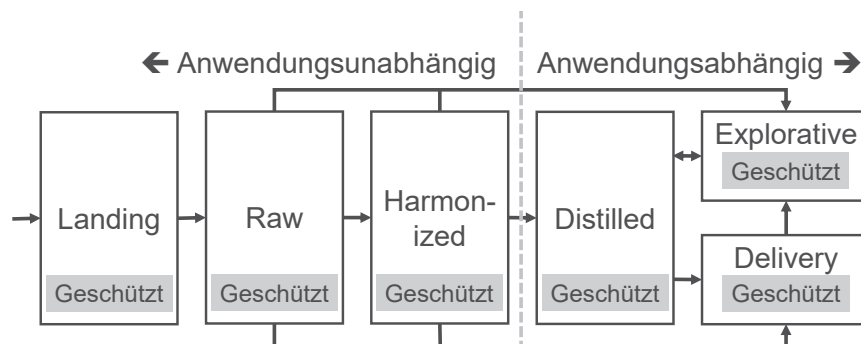 🡸 Anwendungsunabhängig
Anwendungsabhängig 🡺
Landing
Geschützt
Raw
Geschützt
Harmon-
ized
Geschützt
Distilled
Geschützt
Explorative
Geschützt
Delivery
Geschützt